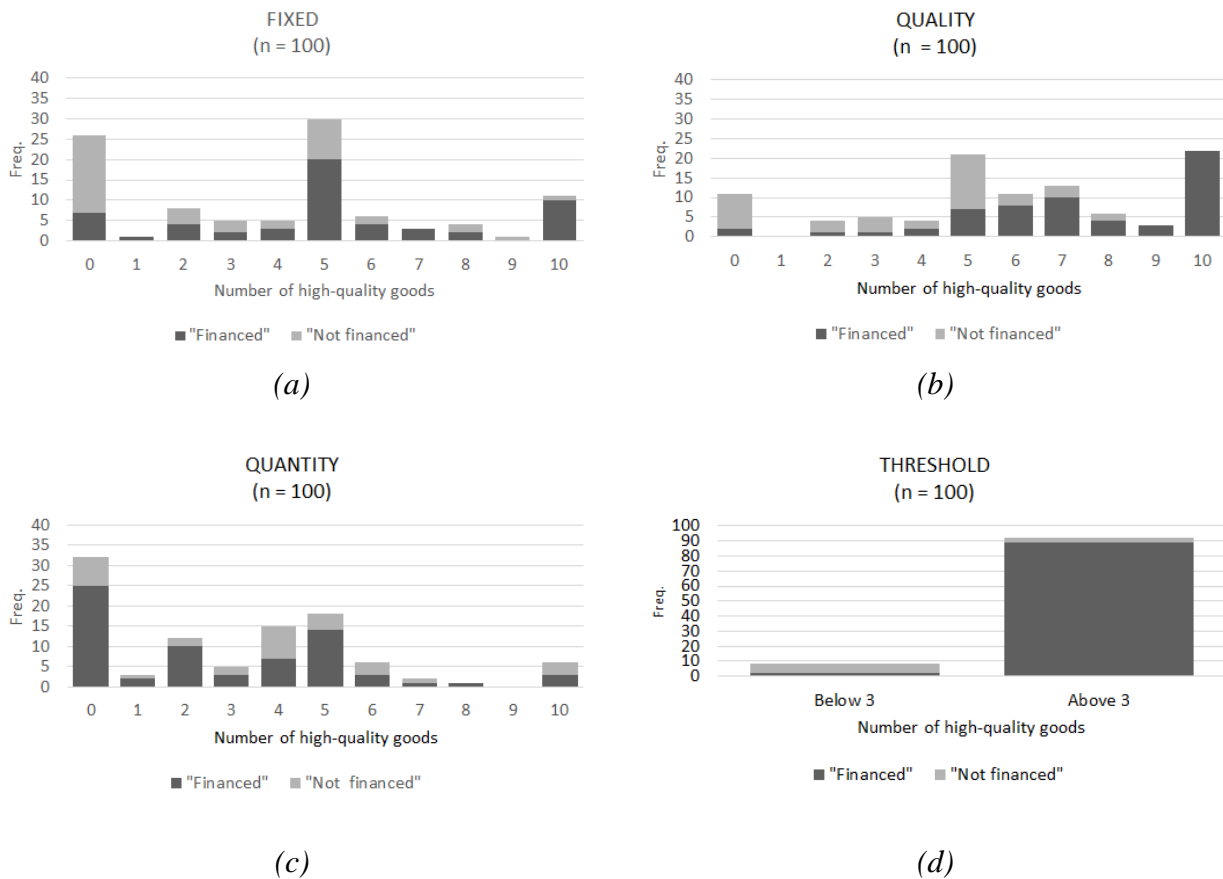 FIXED
(n = 100)
40
35
30
25
20
15
10
5
0
Freq.
0 1 2 3 4 5 6 7 8 9 10
Number of high-quality goods
"Financed" "Not financed"
(a)
QUALITY
(n = 100)
40
35
30
25
20
15
10
5
0
Freq.
0 1 2 3 4 5 6 7 8 9 10
Number of high-quality goods
"Financed" "Not financed"
(b)
QUANTITY
(n = 100)
40
35
30
25
20
15
10
5
0
Freq.
0 1 2 3 4 5 6 7 8 9 10
Number of high-quality goods
"Financed" "Not financed"
(c)
THRESHOLD
(n = 100)
100
90
80
70
60
50
40
30
20
10
0
Freq.
Below 3 Above 3
Number of high-quality goods
"Financed" "Not financed"
(d)